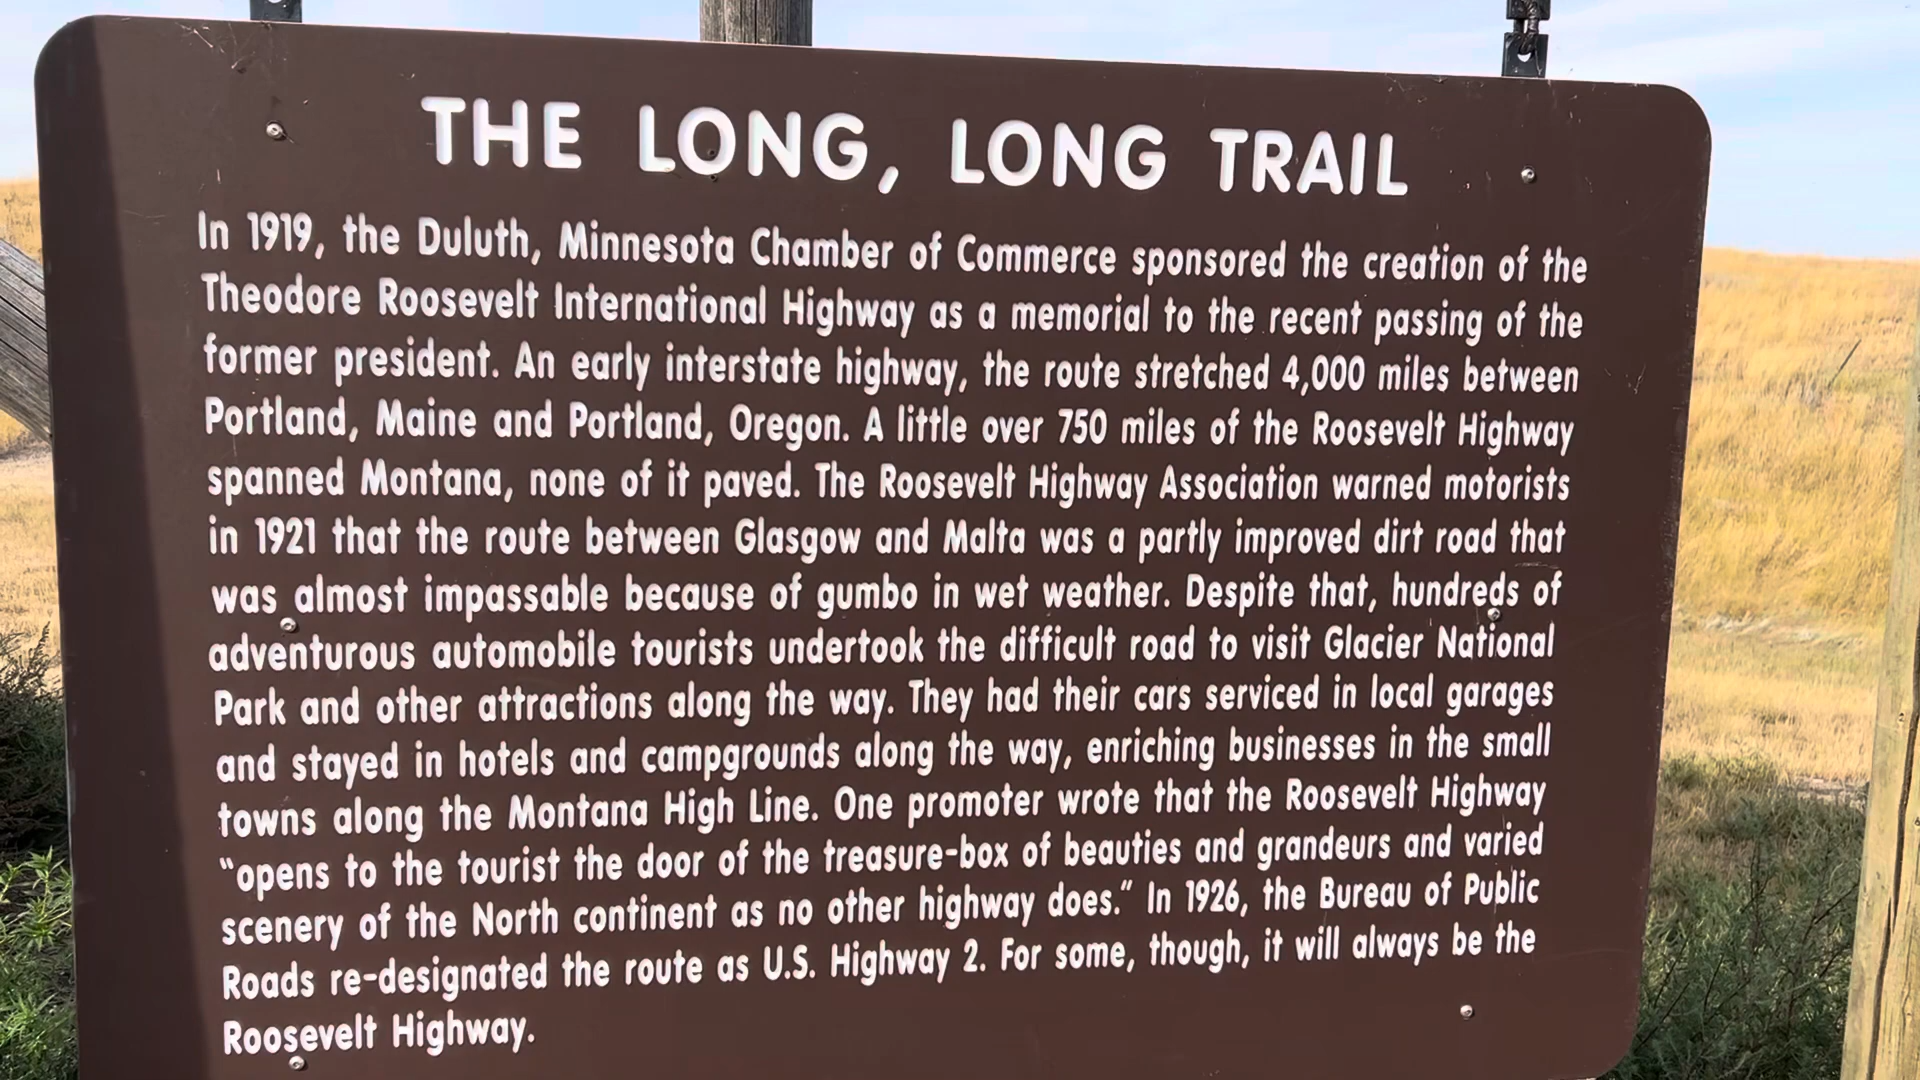 THE LONG, LONG TRAIL
In 1919, the Duluth, Minnesota Chamber of Commerce sponsored the creation of the
Theodore Roosevelt International Highway as a memorial to the recent passing of the
former president. An early interstate highway, the route stretched 4,000 miles between
Portland, Maine and Portland, Oregon. A little over 750 miles of the Roosevelt Highway
spanned Montana, none of it paved. The Roosevelt Highway Association warned motorists
in 1921 that the route between Glasgow and Malta was a partly improved dirt road that
was almost impassable because of gumbo in wet weather. Despite that, hundreds of
adventurous automobile tourists undertook the difficult road to visit Glacier National
Park and other attractions along the way. They had their cars serviced in local garages
and stayed in hotels and campgrounds along the way, enriching businesses in the small
towns along the Montana High Line. One promoter wrote that the Roosevelt Highway
“opens to the tourist the door of the treasure-box of beauties and grandeurs and varied
scenery of the North continent as no other highway does.” In 1926, the Bureau of Public
Roads re-designated the route as U.S. Highway 2. For some, though, it will always be the
Roosevelt Highway.